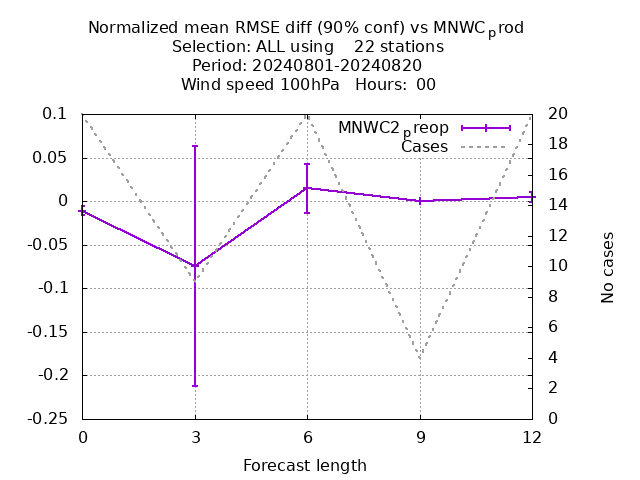 Normalized mean RMSE diff (90% conf) vs MNWCprod
Selection: ALL using    22 stations
Period: 20240801-20240820
Wind speed 100hPa   Hours:  00
MNWC2preop
Cases
0.1
0.05
0
-0.05
-0.1
-0.15
-0.2
-0.25
20
18
16
14
12
10
8
6
4
2
0
No cases
0 3 6 9 12
Forecast length